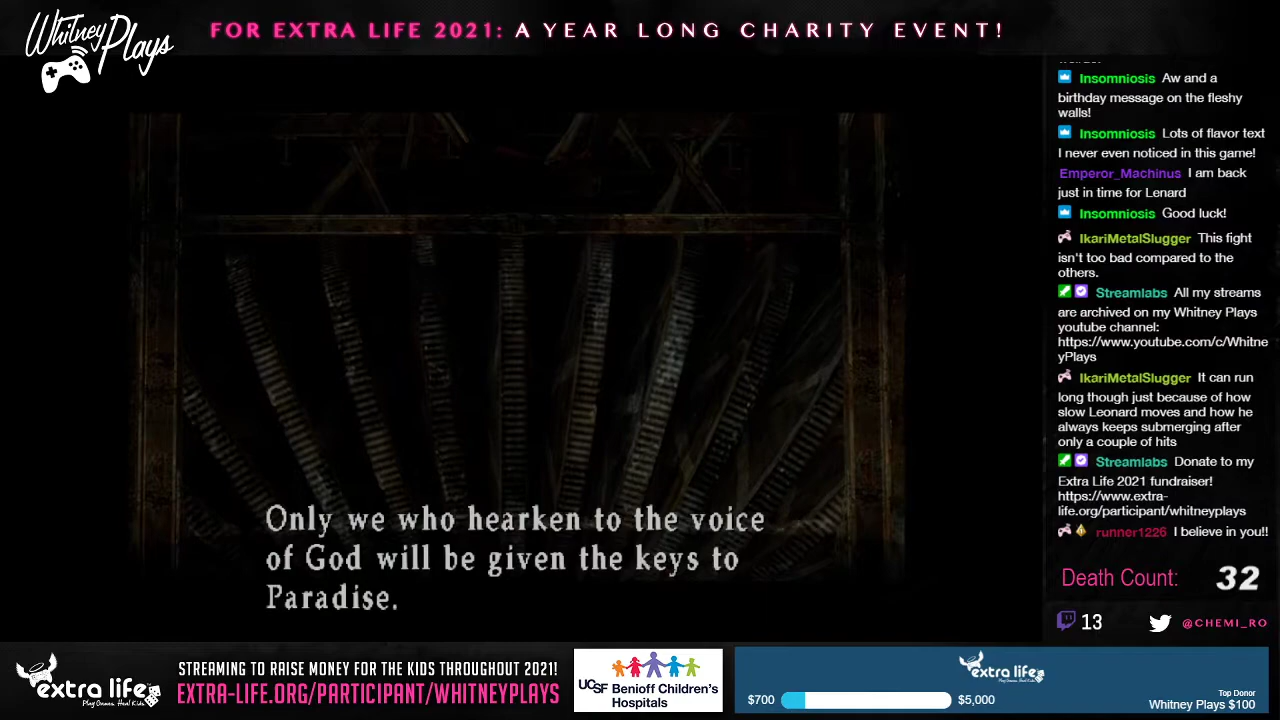 Whitney Plays
FOR EXTRA LIFE 2021: A YEAR LONG CHARITY EVENT!
Insomniosis Aw and a
birthday message on the fleshy
walls!
Insomniosis Lots of flavor text
I never even noticed in this game!
Emperor_Machinus I am back
just in time for Lenard
Insomniosis Good luck!
IkariMetalSlugger This fight
isn't too bad compared to the
others.
Streamlabs All my streams
are archived on my Whitney Plays
youtube channel:
https://www.youtube.com/c/Whitne
yPlays
IkariMetalSlugger It can run
long though just because of how
slow Leonard moves and how he
always keeps submerging after
only a couple of hits
Streamlabs Donate to my
Extra Life 2021 fundraiser!
https://www.extra-
life.org/participant/whitneyplays
runner1226 I believe in you!!
Only we who hearken to the voice
of God will be given the keys to
Paradise.
Death Count: 32
13 @CHEMI_RO
extra life
Play Games. Heal Kids.
STREAMING TO RAISE MONEY FOR THE KIDS THROUGHOUT 2021!
EXTRA-LIFE.ORG/PARTICIPANT/WHITNEYPLAYS
UCSF Benioff Children's
Hospitals
extra life
Play Games. Heal Kids.
$700 $5,000
Top Donor
Whitney Plays $100